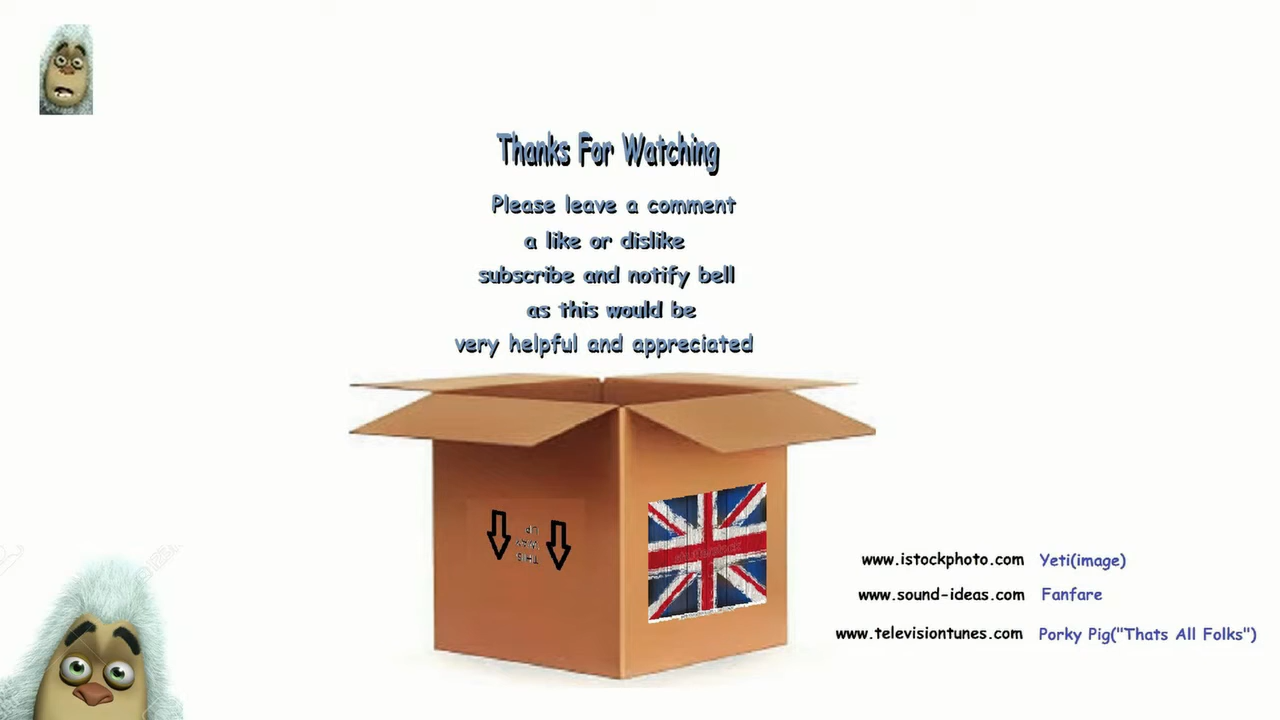 Thanks For Watching
Please leave a comment
a like or dislike
subscribe and notify bell
as this would be
very helpful and appreciated
THIS
WAY
UP
www.istockphoto.com Yeti(image)
www.sound-ideas.com Fanfare
www.televisiontunes.com Porky Pig("Thats All Folks")